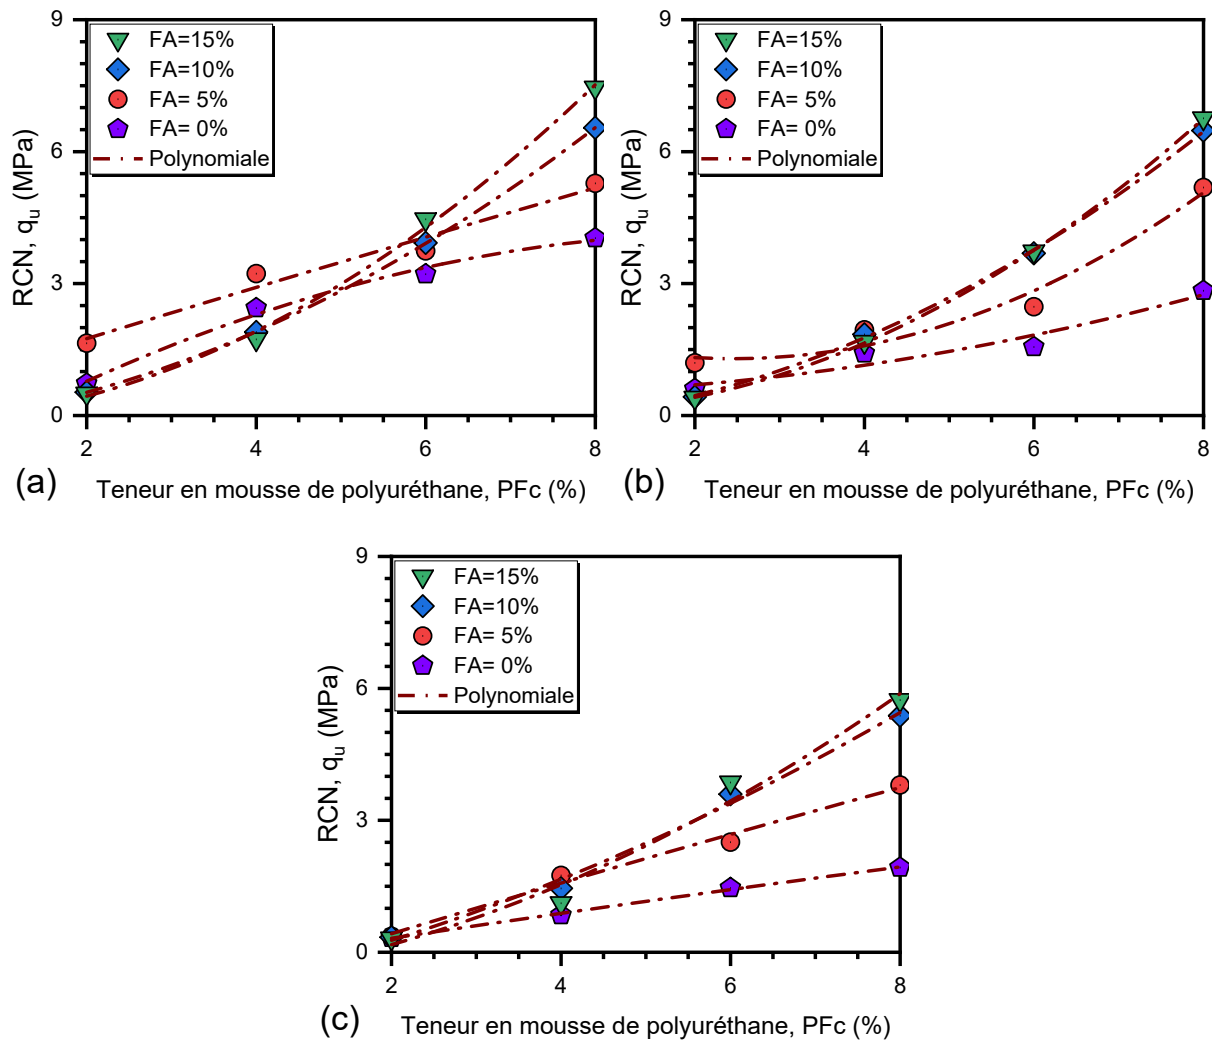 9
6
3
0
RCN, qᵤ (MPa)
FA=15%
FA=10%
FA= 5%
FA= 0%
Polynomiale
2 4 6 8
(a)
Teneur en mousse de polyuréthane, PFc (%)
9
6
3
0
RCN, qᵤ (MPa)
FA=15%
FA=10%
FA= 5%
FA= 0%
Polynomiale
2 4 6 8
(b)
Teneur en mousse de polyuréthane, PFc (%)
9
6
3
0
RCN, qᵤ (MPa)
FA=15%
FA=10%
FA= 5%
FA= 0%
Polynomiale
2 4 6 8
(c)
Teneur en mousse de polyuréthane, PFc (%)